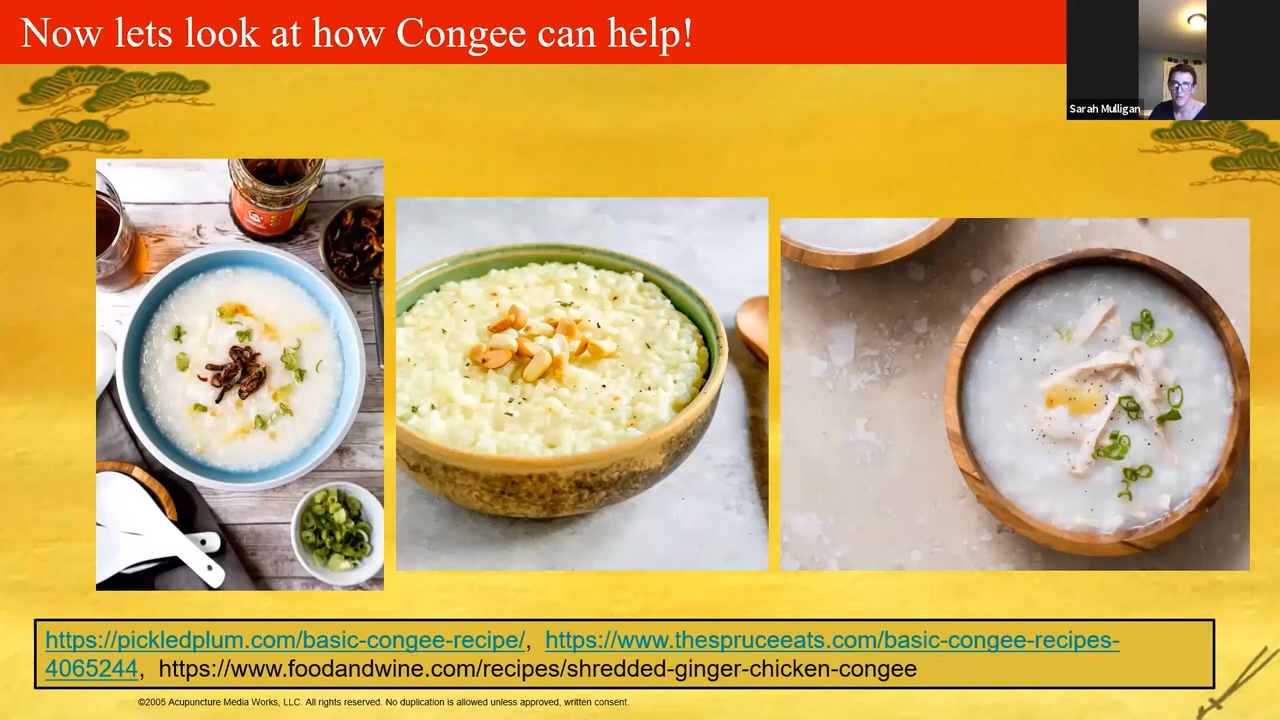 Now lets look at how Congee can help!
Sarah Mulligan
https://pickledplum.com/basic-congee-recipe/, https://www.thespruceeats.com/basic-congee-recipes-
4065244, https://www.foodandwine.com/recipes/shredded-ginger-chicken-congee
©2005 Acupuncture Media Works, LLC. All rights reserved. No duplication is allowed unless approved, written consent.